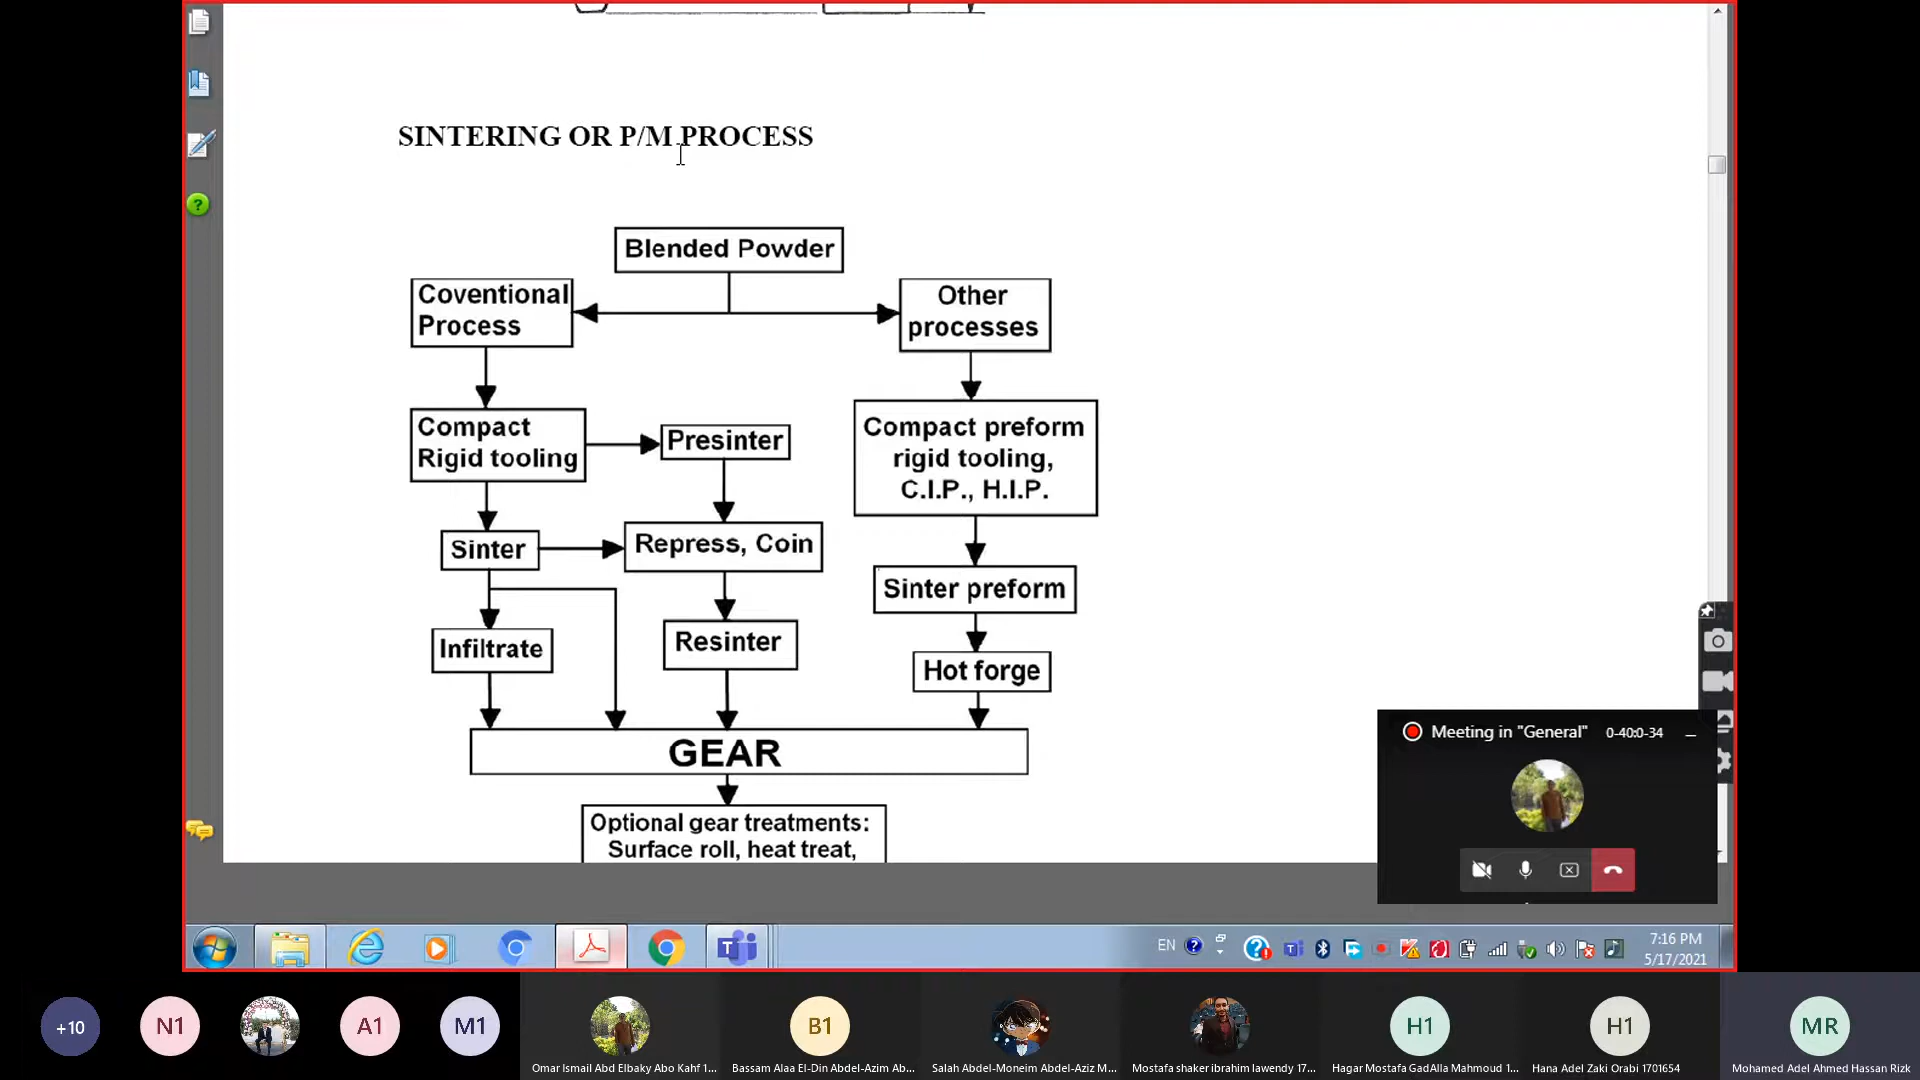 SINTERING OR P/M PROCESS
Blended Powder
Coventional
Process
Other
processes
Compact
Rigid tooling
Presinter
Compact preform
rigid tooling,
C.I.P., H.I.P.
Sinter
Repress, Coin
Sinter preform
Infiltrate
Resinter
Hot forge
GEAR
Optional gear treatments:
Surface roll, heat treat,
Meeting in "General"
0-40:0-34
EN
7:16 PM
5/17/2021
+10
N1
A1
M1
B1
H1
H1
MR
Omar Ismail Abd Elbaky Abo Kahf 1...
Bassam Alaa El-Din Abdel-Azim Ab...
Salah Abdel-Moneim Abdel-Aziz M...
Mostafa shaker ibrahim lawendy 17...
Hagar Mostafa GadAlla Mahmoud 1...
Hana Adel Zaki Orabi 1701654
Mohamed Adel Ahmed Hassan Rizk